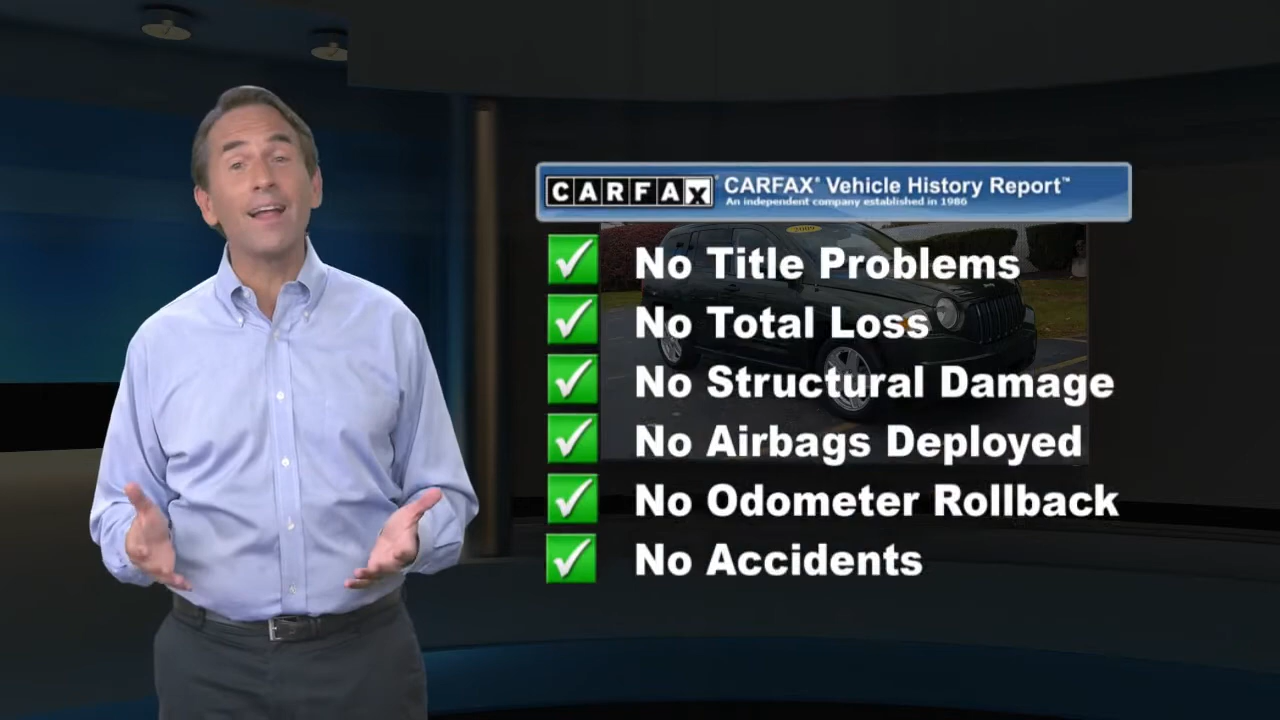 CARFAX CARFAX® Vehicle History Report™
An independent company established in 1986
2009
No Title Problems
No Total Loss
No Structural Damage
No Airbags Deployed
No Odometer Rollback
No Accidents